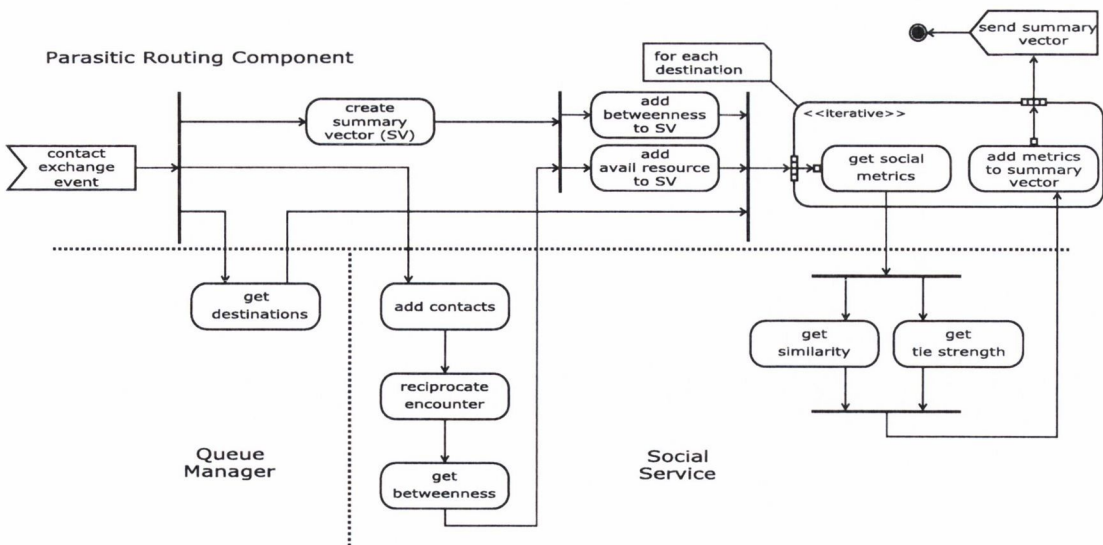 send summary
vector
Parasitic Routing Component
for each
destination
<<iterative>>
create
summary
vector (SV)
add
betweenness
to SV
contact
exchange
event
add
avail resource
to SV
get social
metrics
add metrics
to summary
vector
get
destinations
add contacts
get
similarity
get
tie strength
reciprocate
encounter
Queue
Manager
Social
Service
get
betweenness